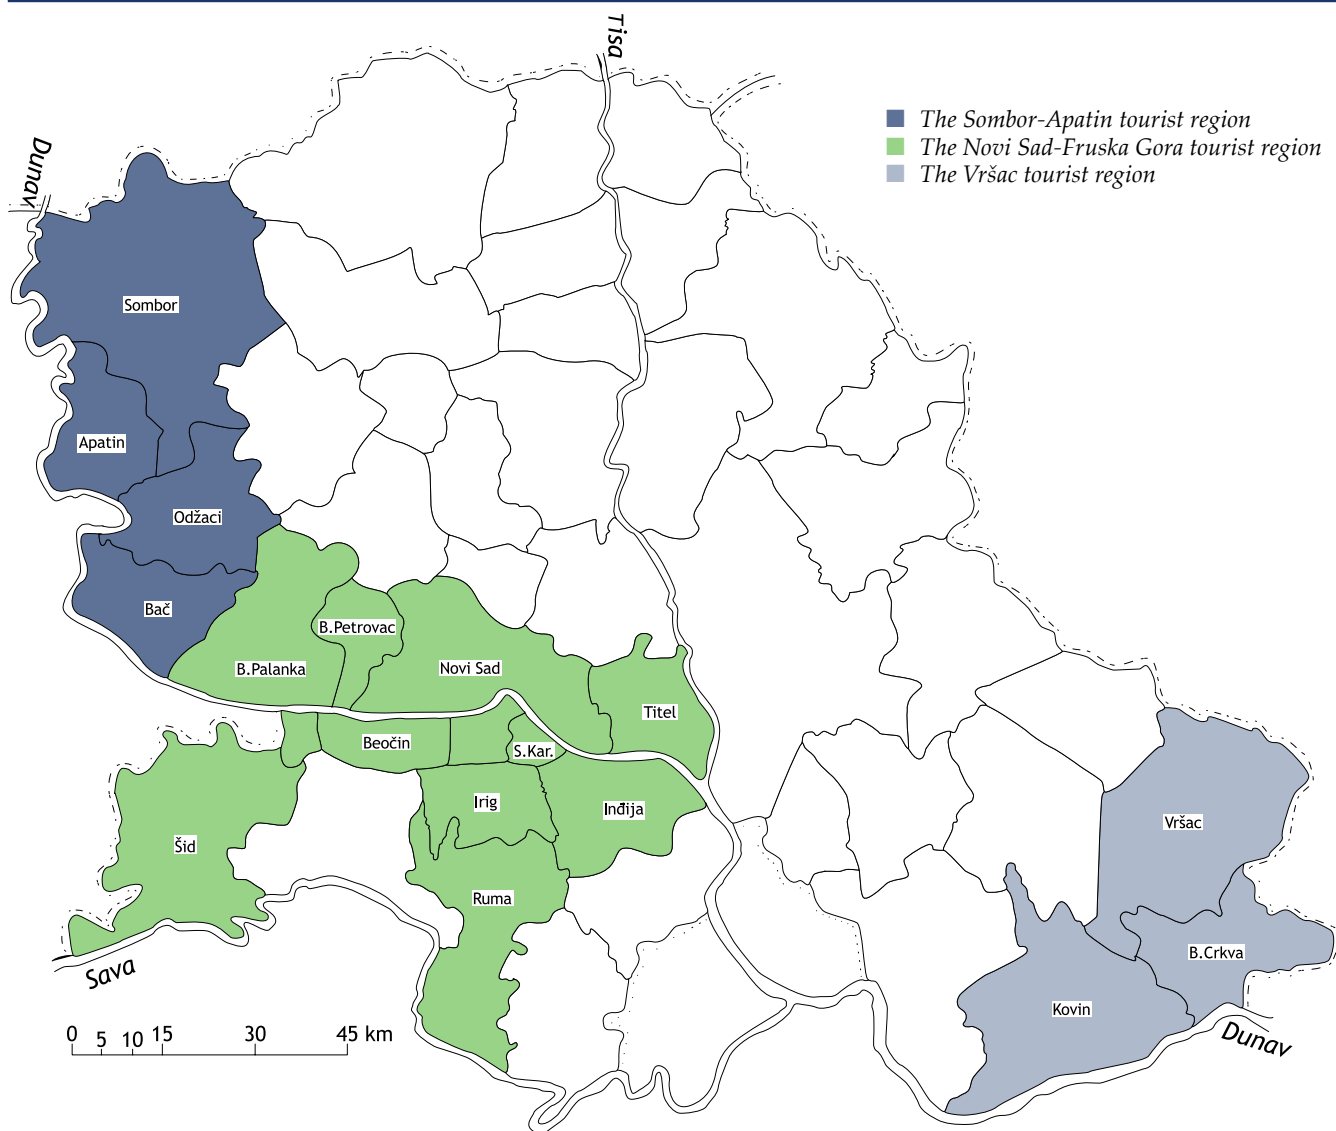 Tisa
Dunav
The Sombor-Apatin tourist region
The Novi Sad-Fruska Gora tourist region
The Vršac tourist region
Sombor
Apatin
Odžaci
Bač
B.Petrovac
B.Palanka
Novi Sad
Titel
Beočin
S.Kar.
Irig
Inđija
Šid
Ruma
Vršac
B.Crkva
Kovin
Sava
Dunav
0 5 10 15 30 45 km